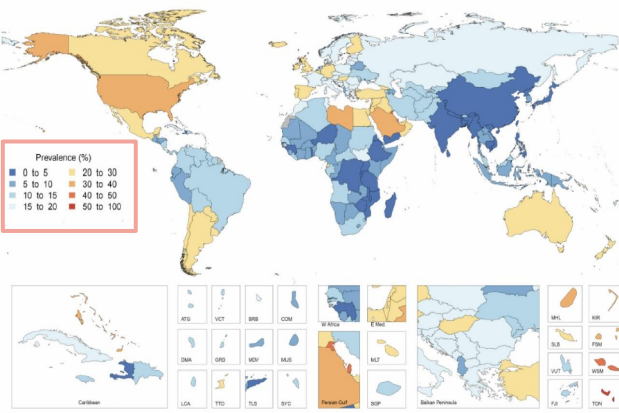 Prevalence (%)
0 to 5 20 to 30
5 to 10 30 to 40
10 to 15 40 to 50
15 to 20 50 to 100
Caribbean
ATG VCT BRB COM
DMA GRD MDV MUS
LCA TTO TLS SYC
W Africa E Med.
MLT
Persian Gulf SGP
Balkan Peninsula
MHL KIR
SLB FSM
VUT WSM
FJI TON